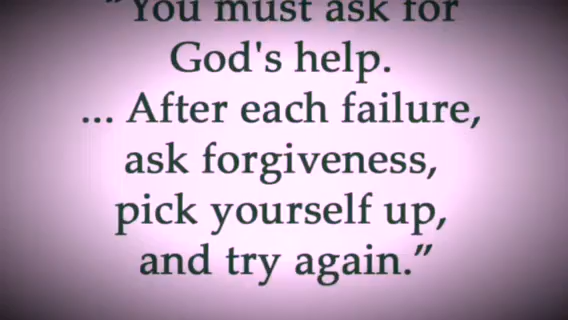 “You must ask for
God's help.
... After each failure,
ask forgiveness,
pick yourself up,
and try again.”